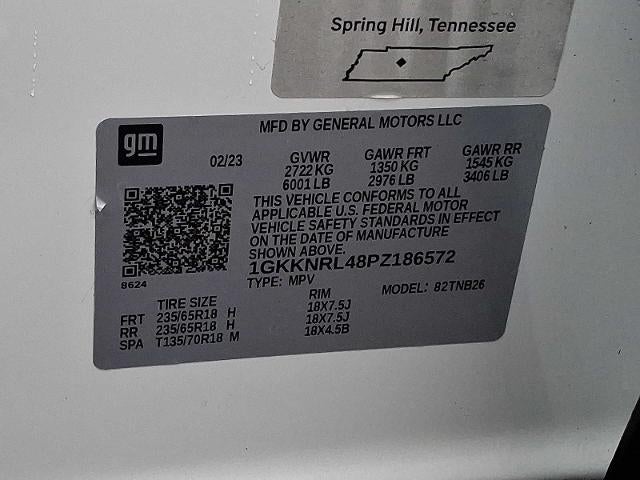 Spring Hill, Tennessee
gm
MFD BY GENERAL MOTORS LLC
02/23 GVWR GAWR FRT GAWR RR
2722 KG 1350 KG 1545 KG
6001 LB 2976 LB 3406 LB
THIS VEHICLE CONFORMS TO ALL
APPLICABLE U.S. FEDERAL MOTOR
VEHICLE SAFETY STANDARDS IN EFFECT
ON THE DATE OF MANUFACTURE
SHOWN ABOVE.
1GKKNRL48PZ186572
8624
TYPE: MPV MODEL: 82TNB26
TIRE SIZE RIM
FRT 235/65R18 H 18X7.5J
RR 235/65R18 H 18X7.5J
SPA T135/70R18 M 18X4.5B